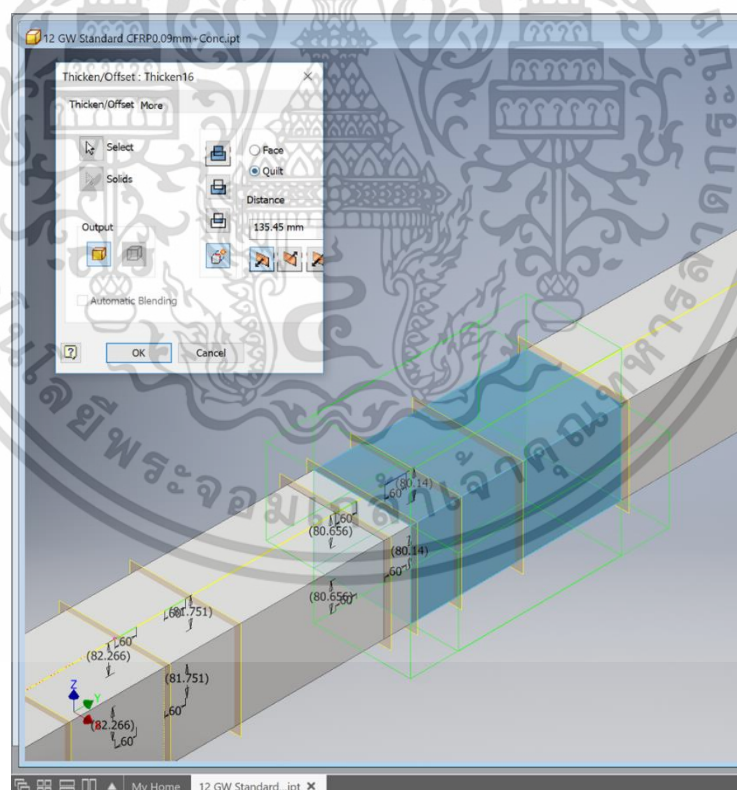 12 GW Standard CFRP0.09mm+Conc.ipt
Thicken/Offset : Thicken16
Thicken/Offset More
Select
Face
Solids
Quilt
Distance
135.45 mm
Output
Automatic Blending
OK Cancel
(80.14)
60
60
(80.656)
(80.14)
60
(80.656)
60
60
(81.751)
60
(82.266)
(81.751)
Z
Y
60
(82.266)
60
My Home 12 GW Standard...ipt